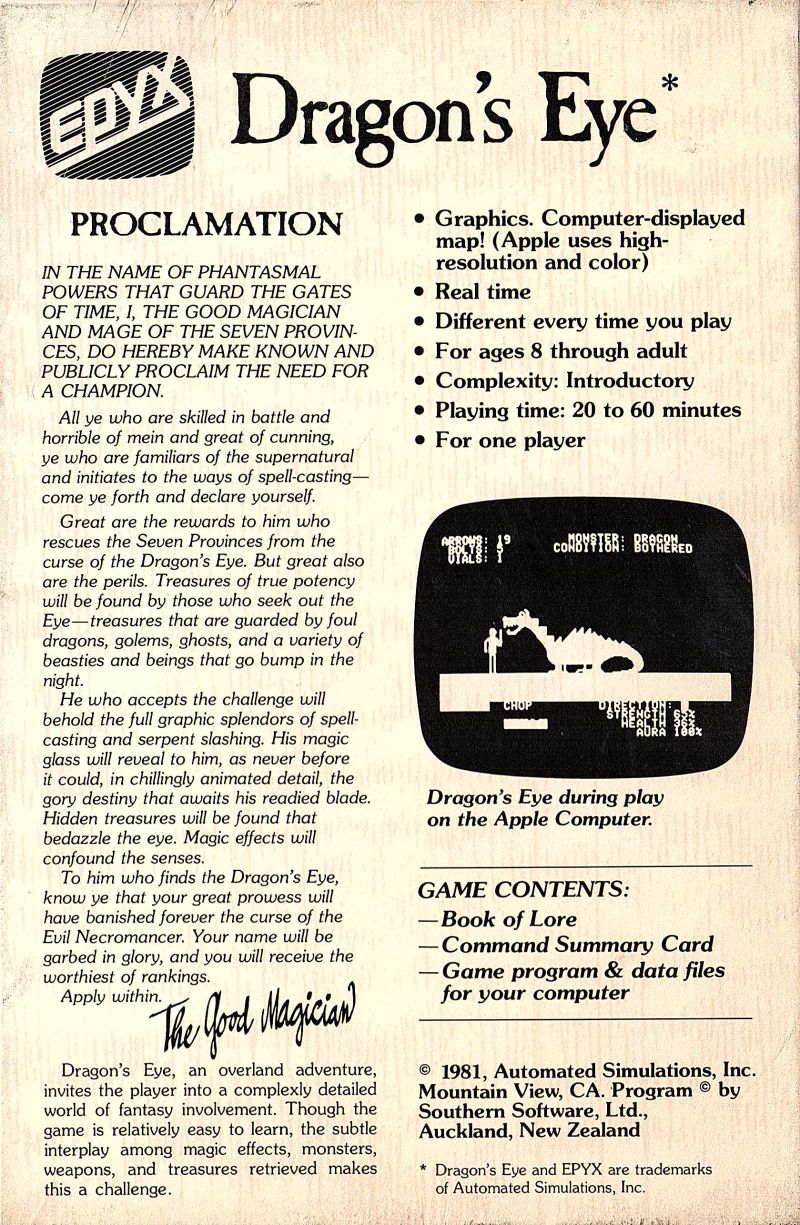 EPYX
Dragon's Eye*
PROCLAMATION
IN THE NAME OF PHANTASMAL
POWERS THAT GUARD THE GATES
OF TIME, I, THE GOOD MAGICIAN
AND MAGE OF THE SEVEN PROVIN-
CES, DO HEREBY MAKE KNOWN AND
PUBLICLY PROCLAIM THE NEED FOR
A CHAMPION.
All ye who are skilled in battle and
horrible of mein and great of cunning,
ye who are familiars of the supernatural
and initiates to the ways of spell-casting—
come ye forth and declare yourself.
Great are the rewards to him who
rescues the Seven Provinces from the
curse of the Dragon's Eye. But great also
are the perils. Treasures of true potency
will be found by those who seek out the
Eye—treasures that are guarded by foul
dragons, golems, ghosts, and a variety of
beasties and beings that go bump in the
night.
He who accepts the challenge will
behold the full graphic splendors of spell-
casting and serpent slashing. His magic
glass will reveal to him, as never before
it could, in chillingly animated detail, the
gory destiny that awaits his readied blade.
Hidden treasures will be found that
bedazzle the eye. Magic effects will
confound the senses.
To him who finds the Dragon's Eye,
know ye that your great prowess will
have banished forever the curse of the
Evil Necromancer. Your name will be
garbed in glory, and you will receive the
worthiest of rankings.
Apply within.
The Good Magician
Dragon's Eye, an overland adventure,
invites the player into a complexly detailed
world of fantasy involvement. Though the
game is relatively easy to learn, the subtle
interplay among magic effects, monsters,
weapons, and treasures retrieved makes
this a challenge.
• Graphics. Computer-displayed
map! (Apple uses high-
resolution and color)
• Real time
• Different every time you play
• For ages 8 through adult
• Complexity: Introductory
• Playing time: 20 to 60 minutes
• For one player
ARROWS: 19
BOLTS: 5
VIALS: 1
MONSTER: DRAGON
CONDITION: BOTHERED
CHOP
DIRECTION:
STRENGTH
HEALTH 96%
AURA 100%
Dragon's Eye during play
on the Apple Computer.
GAME CONTENTS:
—Book of Lore
—Command Summary Card
—Game program & data files
for your computer
© 1981, Automated Simulations, Inc.
Mountain View, CA. Program © by
Southern Software, Ltd.,
Auckland, New Zealand
* Dragon's Eye and EPYX are trademarks
of Automated Simulations, Inc.